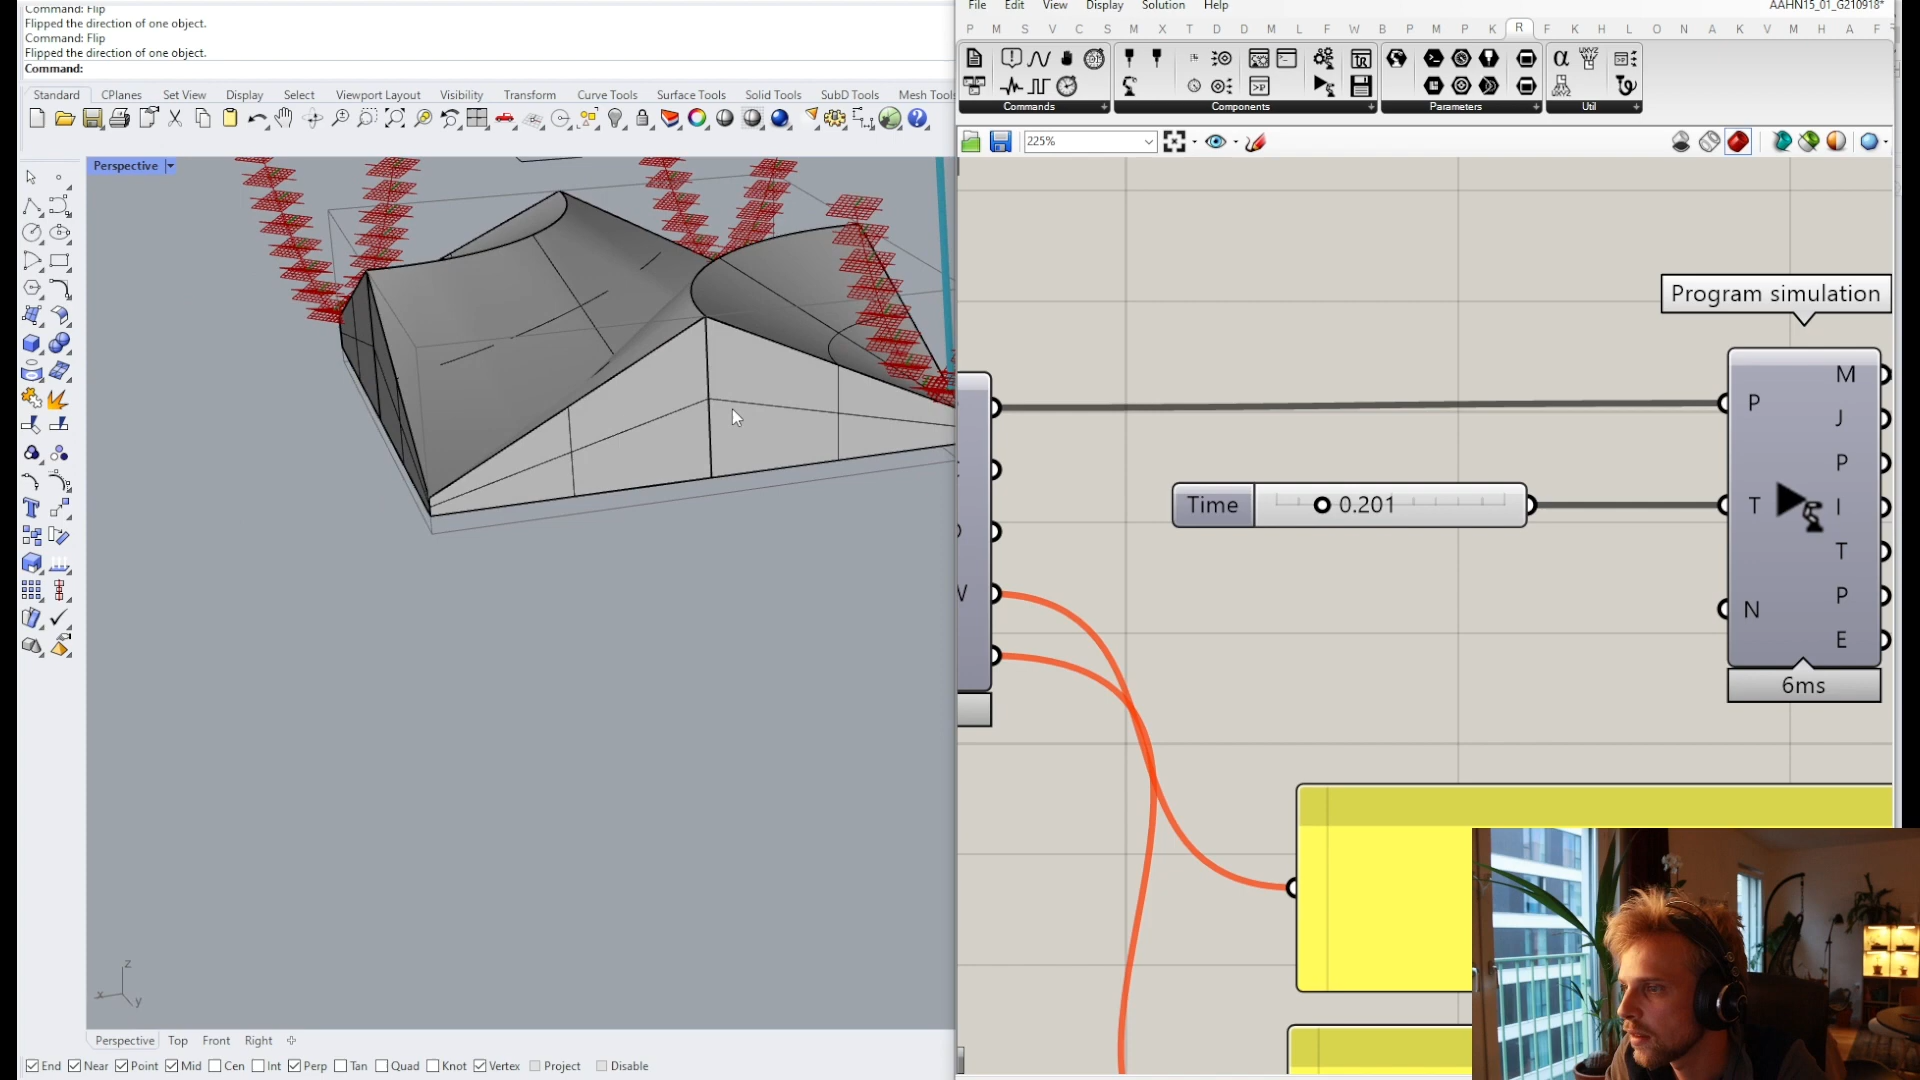 Command: Flip
Flipped the direction of one object.
Command: Flip
Flipped the direction of one object.
Command:
Standard CPlanes Set View Display Select Viewport Layout Visibility Transform Curve Tools Surface Tools Solid Tools SubD Tools Mesh Tools
Perspective
z
x
y
Perspective Top Front Right
End Near Point Mid Cen Int Perp Tan Quad Knot Vertex Project Disable
File Edit View Display Solution Help
AAHN15_01_G210918*
P M S V C S M X T D D M L F W B P M P K R F K H L O N A K V M H A F
Commands
Components
Parameters
Util
225%
Program simulation
P
T
N
M
J
P
I
T
P
E
6ms
Time 0.201